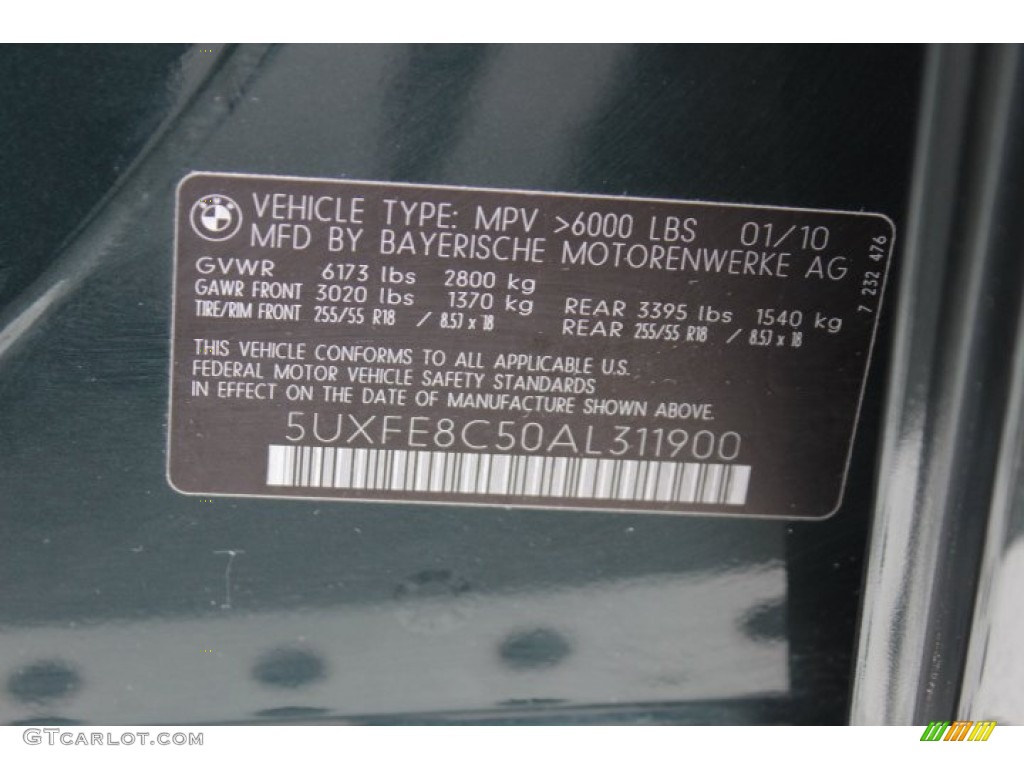 VEHICLE TYPE: MPV >6000 LBS 01/10
MFD BY BAYERISCHE MOTORENWERKE AG
GVWR 6173 lbs 2800 kg
GAWR FRONT 3020 lbs 1370 kg REAR 3395 lbs 1540 kg
TIRE/RIM FRONT 255/55 R18 / 8.5J x 18 REAR 255/55 R18 / 8.5J x 18
THIS VEHICLE CONFORMS TO ALL APPLICABLE U.S.
FEDERAL MOTOR VEHICLE SAFETY STANDARDS
IN EFFECT ON THE DATE OF MANUFACTURE SHOWN ABOVE.
5UXFE8C50AL311900
7 232 476
GTCarLot.com